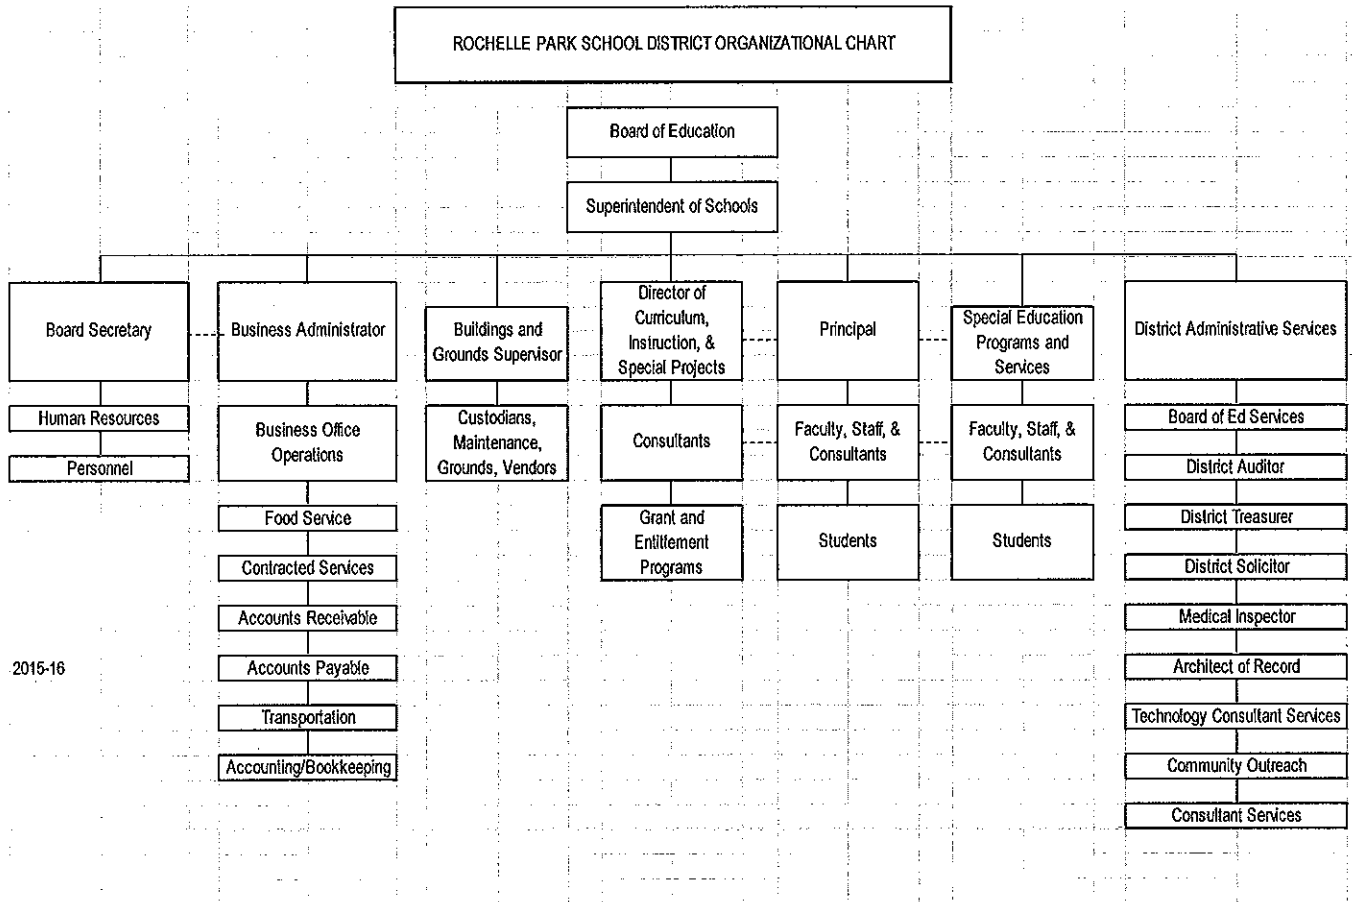 ROCHELLE PARK SCHOOL DISTRICT ORGANIZATIONAL CHART
Board of Education
Superintendent of Schools
Board Secretary
Human Resources
Personnel
Business Administrator
Business Office
Operations
Food Service
Contracted Services
Accounts Receivable
Accounts Payable
Transportation
Accounting/Bookkeeping
Buildings and
Grounds Supervisor
Custodians,
Maintenance,
Grounds, Vendors
Director of
Curriculum,
Instruction, &
Special Projects
Consultants
Grant and
Entitlement
Programs
Principal
Faculty, Staff, &
Consultants
Students
Special Education
Programs and
Services
Faculty, Staff, &
Consultants
Students
District Administrative Services
Board of Ed Services
District Auditor
District Treasurer
District Solicitor
Medical Inspector
Architect of Record
Technology Consultant Services
Community Outreach
Consultant Services
2015-16